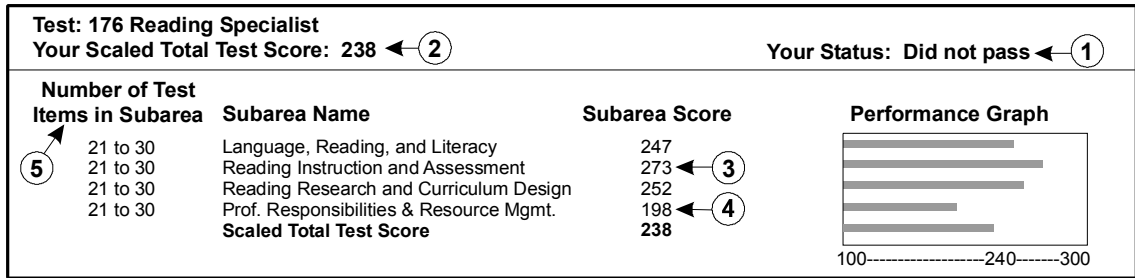 Test: 176 Reading Specialist
Your Scaled Total Test Score: 238 2
Your Status: Did not pass 1
Number of Test
Items in Subarea Subarea Name Subarea Score Performance Graph
5
21 to 30 Language, Reading, and Literacy 247
21 to 30 Reading Instruction and Assessment 273 3
21 to 30 Reading Research and Curriculum Design 252
21 to 30 Prof. Responsibilities & Resource Mgmt. 198 4
Scaled Total Test Score 238
100-------------------240-------300